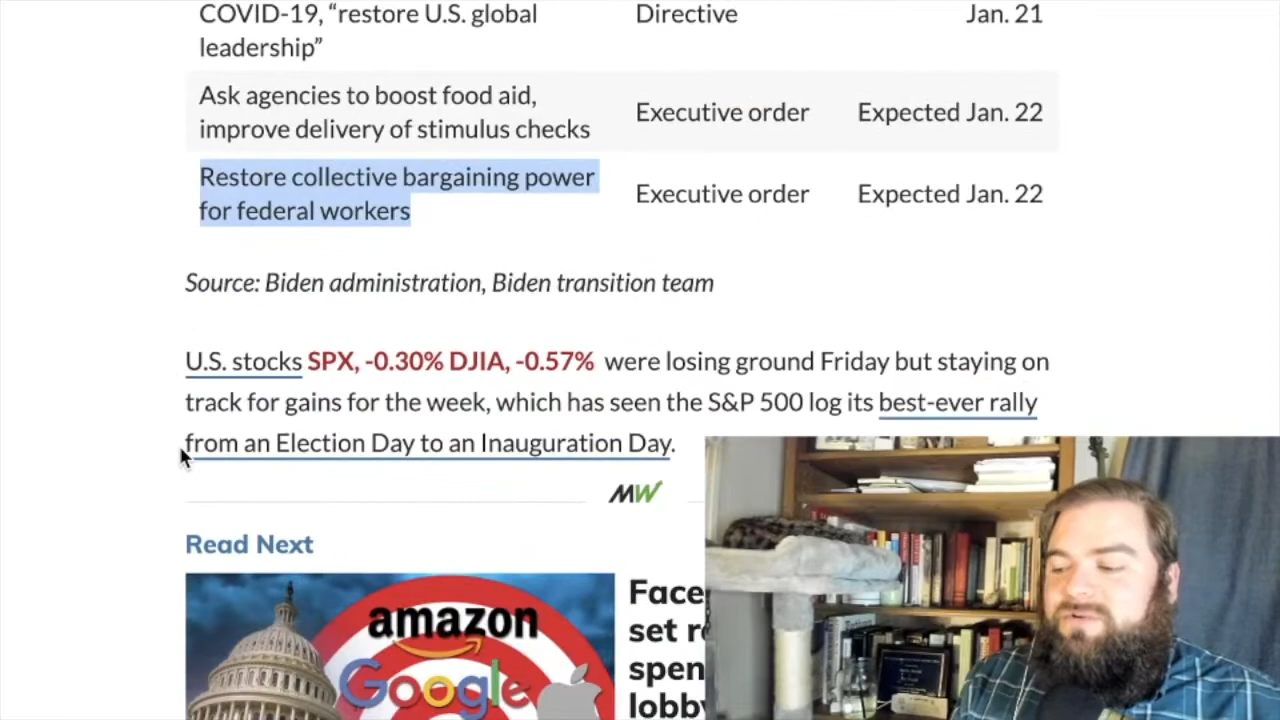 COVID-19, “restore U.S. global Directive Jan. 21
leadership”
Ask agencies to boost food aid,
improve delivery of stimulus checks Executive order Expected Jan. 22
Restore collective bargaining power
for federal workers Executive order Expected Jan. 22
Source: Biden administration, Biden transition team
U.S. stocks SPX, -0.30% DJIA, -0.57% were losing ground Friday but staying on
track for gains for the week, which has seen the S&P 500 log its best-ever rally
from an Election Day to an Inauguration Day.
MW
Read Next
amazon
Google
Face
set r
spen
lobby